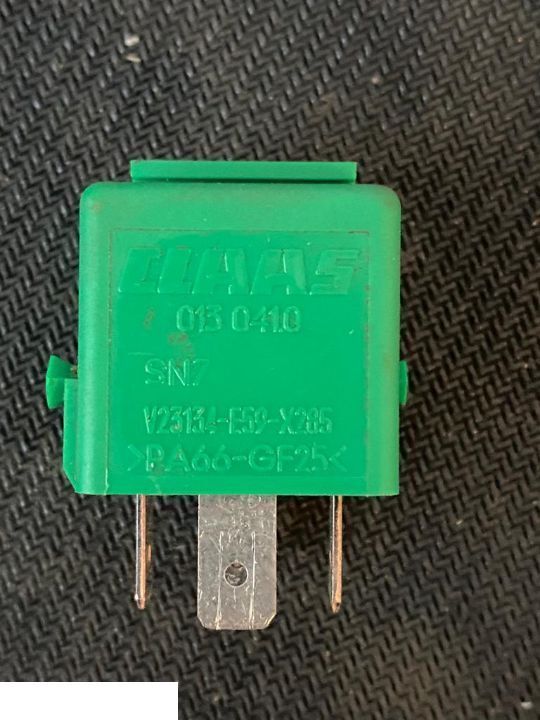 CLAAS
013 041.0
SN7
V23134-E59-X285
>PA66-GF25<